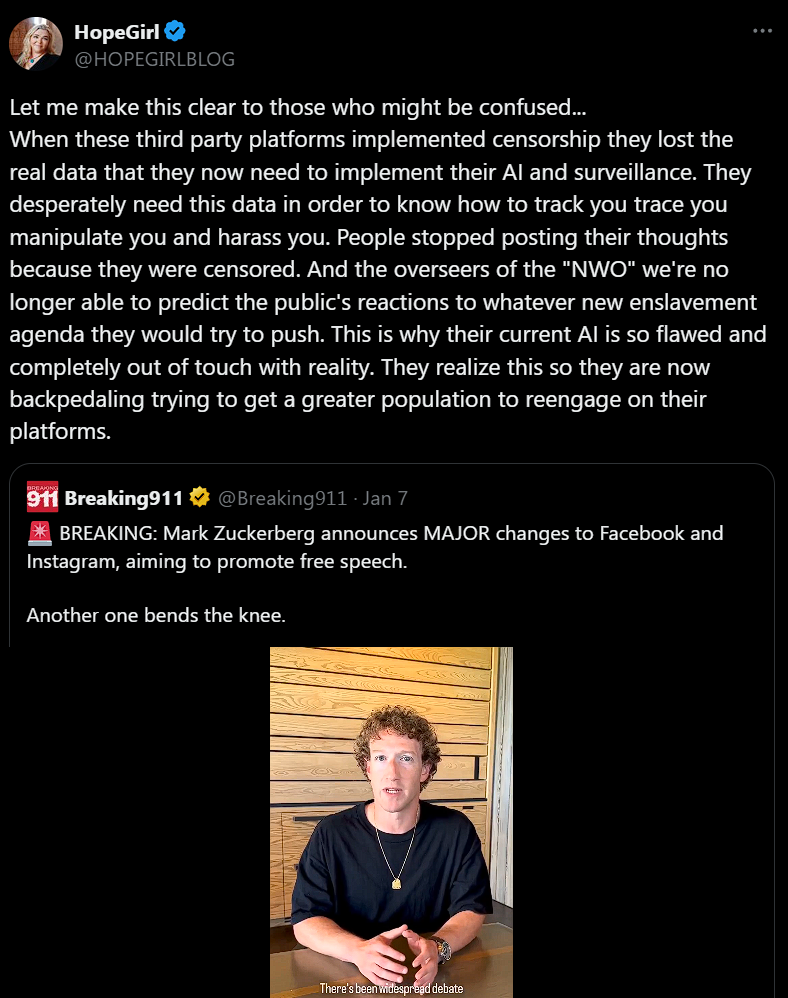 HopeGirl
@HOPEGIRLBLOG
Let me make this clear to those who might be confused...
When these third party platforms implemented censorship they lost the
real data that they now need to implement their AI and surveillance. They
desperately need this data in order to know how to track you trace you
manipulate you and harass you. People stopped posting their thoughts
because they were censored. And the overseers of the "NWO" we're no
longer able to predict the public's reactions to whatever new enslavement
agenda they would try to push. This is why their current AI is so flawed and
completely out of touch with reality. They realize this so they are now
backpedaling trying to get a greater population to reengage on their
platforms.
BREAKING
911
Breaking911 @Breaking911 · Jan 7
🚨 BREAKING: Mark Zuckerberg announces MAJOR changes to Facebook and
Instagram, aiming to promote free speech.
Another one bends the knee.
There's been widespread debate